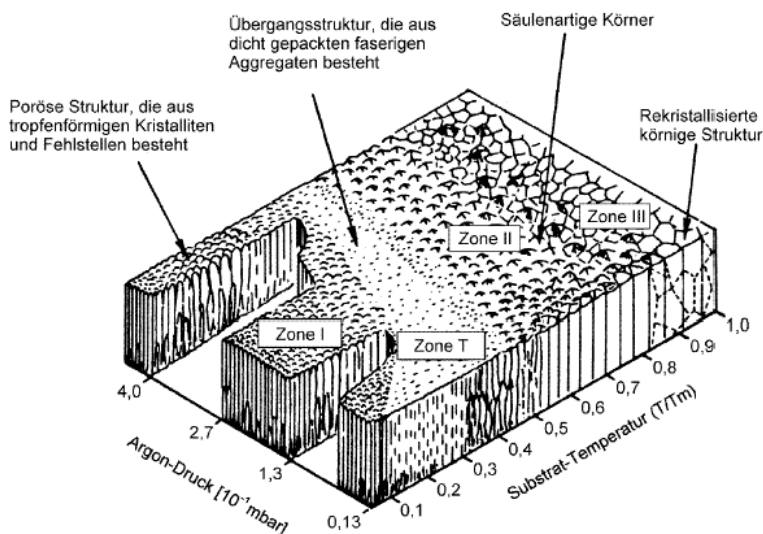 Übergangsstruktur, die aus
dicht gepackten faserigen
Aggregaten besteht
Säulenartige Körner
Poröse Struktur, die aus
tropfenförmigen Kristalliten
und Fehlstellen besteht
Rekristallisierte
körnige Struktur
Zone III
Zone II
Zone I
Zone T
1,0
0,9
0,8
0,7
0,6
0,5
0,4
0,3
0,2
0,1
Substrat-Temperatur (T/Tm)
4,0
2,7
1,3
0,13
Argon-Druck [10⁻¹ mbar]